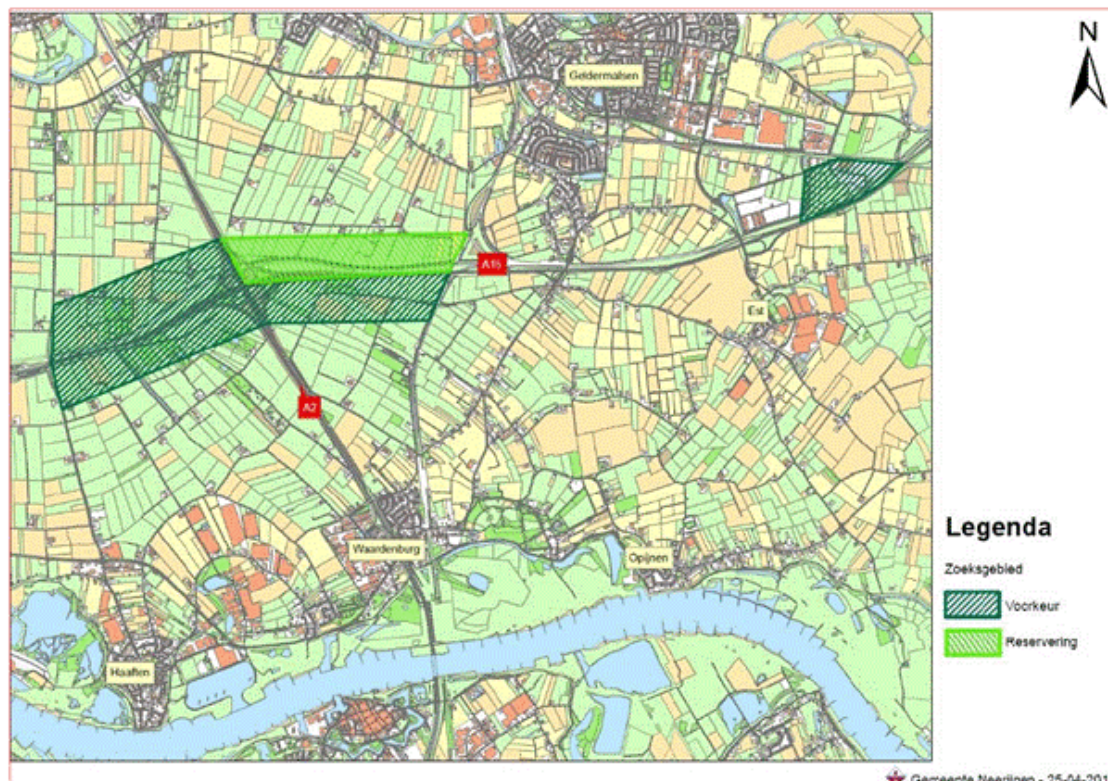 Geldermalsen
N
A15
Est
A2
Waardenburg
Opijnen
Haaften
Legenda
Zoeksgebied
Voorkeur
Reservering
Gemeente Neerijnen - 25-04-201